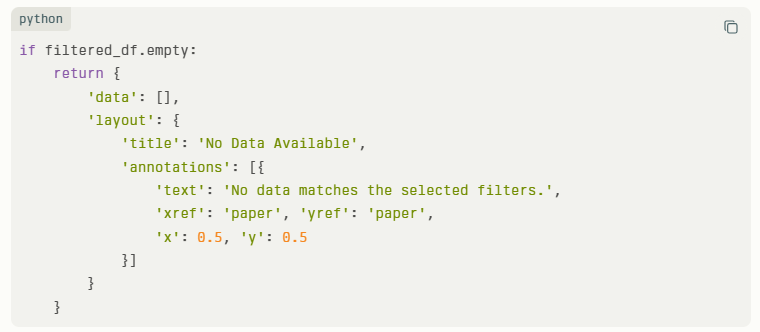 python
if filtered_df.empty:
    return {
        'data': [],
        'layout': {
            'title': 'No Data Available',
            'annotations': [{
                'text': 'No data matches the selected filters.',
                'xref': 'paper', 'yref': 'paper',
                'x': 0.5, 'y': 0.5
            }]
        }
    }